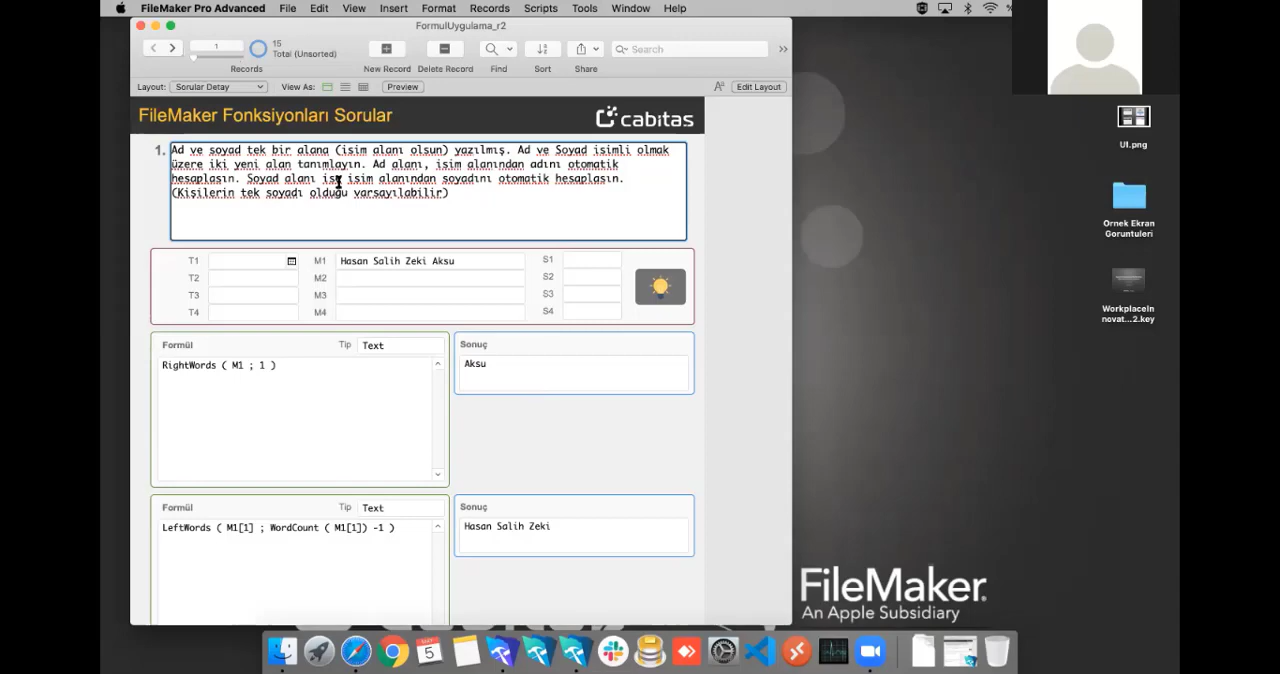 FileMaker Pro Advanced File Edit View Insert Format Records Scripts Tools Window Help
FormulUygulama_r2
1
15
Total (Unsorted)
Search
Records New Record Delete Record Find Sort Share
Layout: Sorular Detay View As: Preview Edit Layout
FileMaker Fonksiyonları Sorular
cabitas
1.
Ad ve soyad tek bir alana (isim alanı olsun) yazılmış. Ad ve Soyad isimli olmak
üzere iki yeni alan tanımlayın. Ad alanı, isim alanından adını otomatik
hesaplasın. Soyad alanı ise isim alanından soyadını otomatik hesaplasın.
(Kişilerin tek soyadı olduğu varsayılabilir)
T1 M1 Hasan Salih Zeki Aksu S1
T2 M2 S2
T3 M3 S3
T4 M4 S4
Formül Tip Text
RightWords ( M1 ; 1 )
Sonuç
Aksu
Formül Tip Text
LeftWords ( M1[1] ; WordCount ( M1[1]) -1 )
Sonuç
Hasan Salih Zeki
UI.png
Ornek Ekran
Goruntuleri
WorkplaceIn
novat...2.key
FileMaker.
An Apple Subsidiary
5